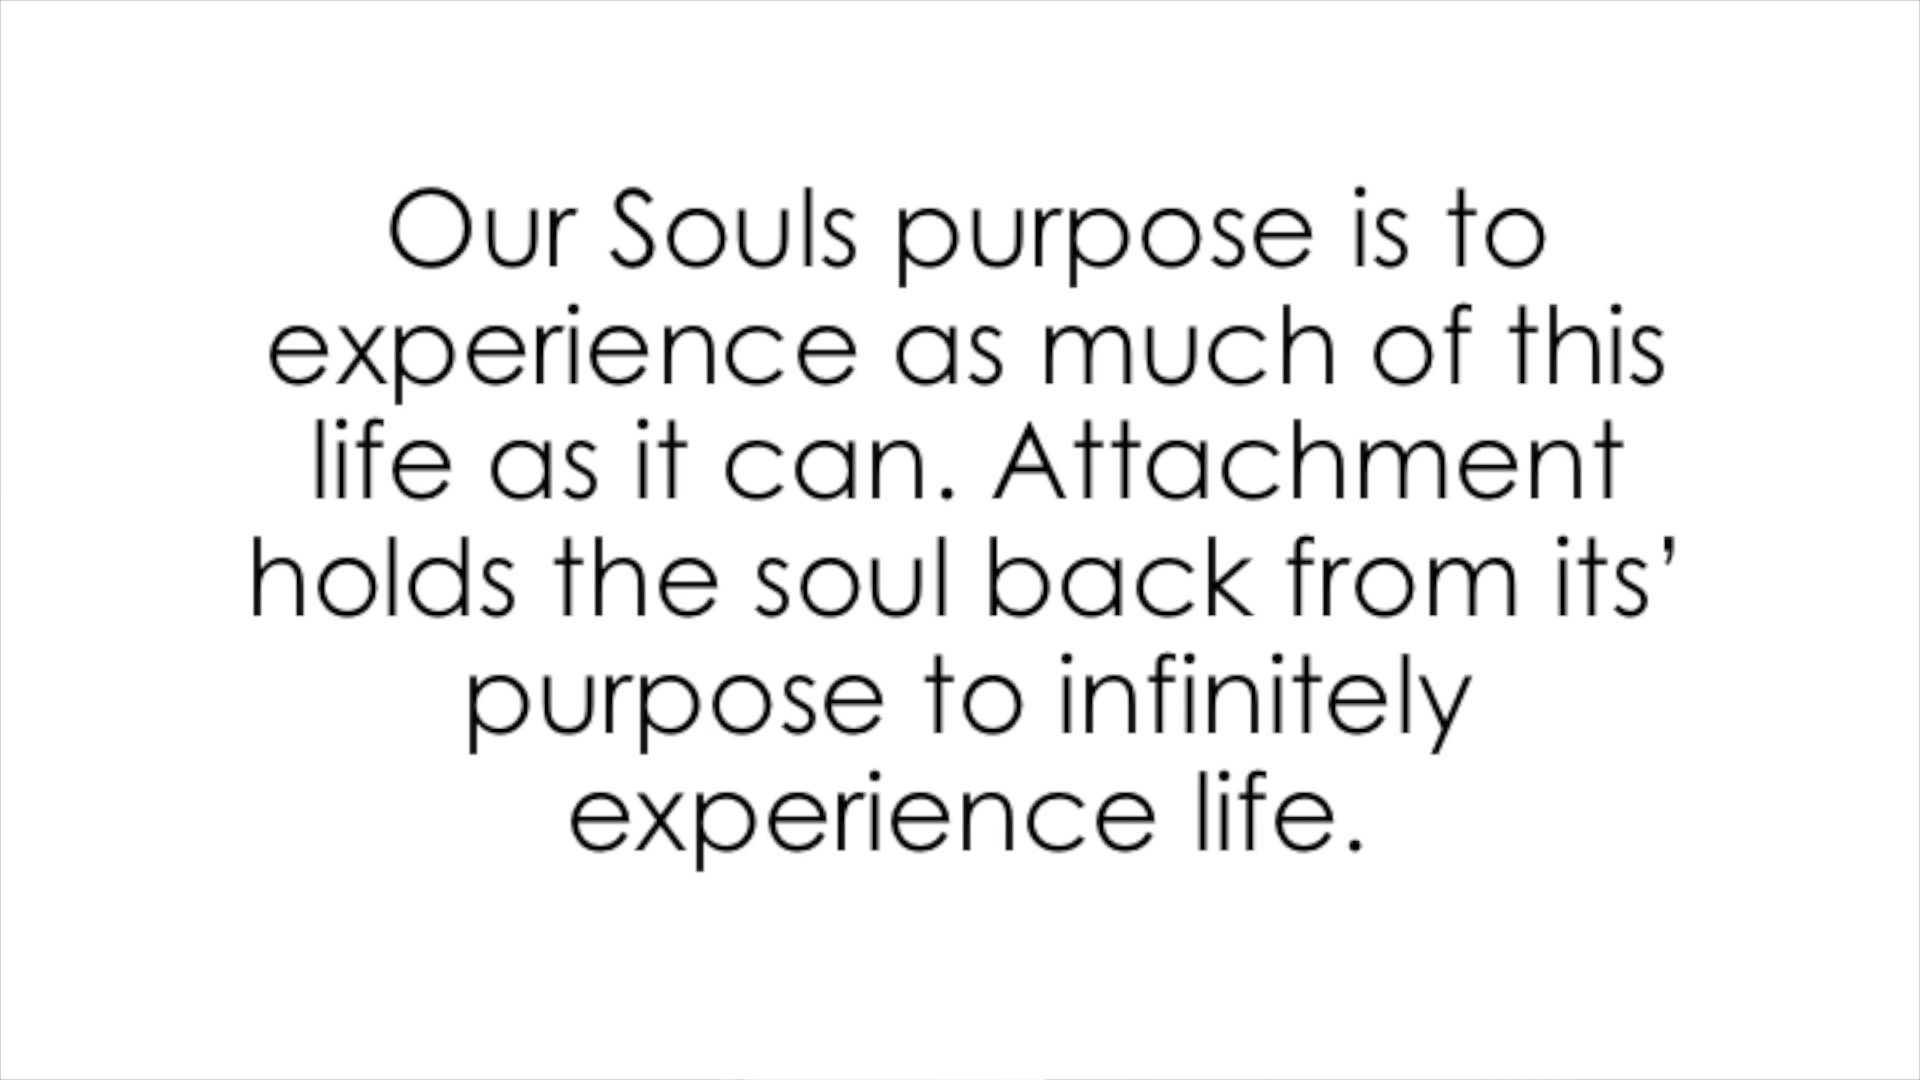 Our Souls purpose is to
experience as much of this
life as it can. Attachment
holds the soul back from its’
purpose to infinitely
experience life.